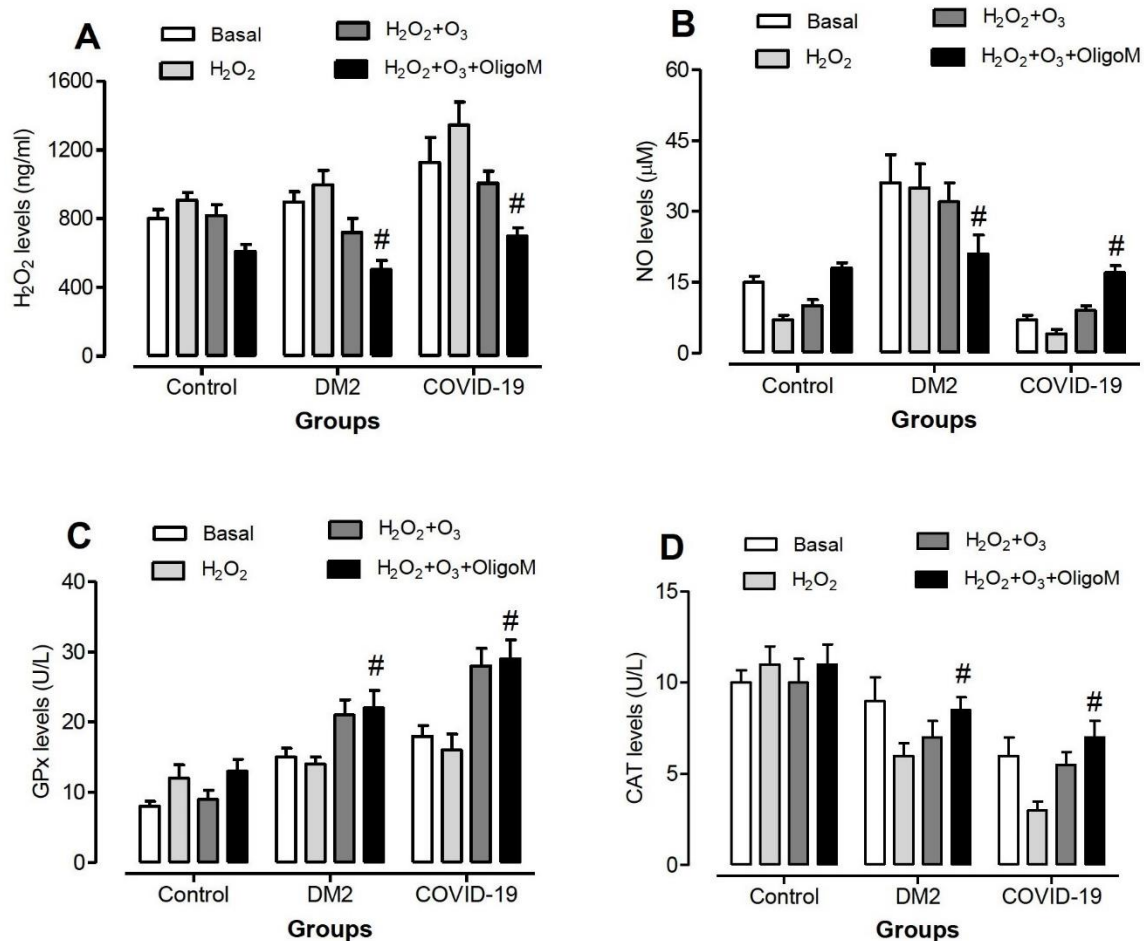 A
Basal
H₂O₂+O₃
H₂O₂
H₂O₂+O₃+OligoM
H₂O₂ levels (ng/ml)
1600
1200
800
400
0
#
#
Control
DM2
COVID-19
Groups
B
Basal
H₂O₂+O₃
H₂O₂
H₂O₂+O₃+OligoM
NO levels (μM)
60
45
30
15
0
#
#
Control
DM2
COVID-19
Groups
C
Basal
H₂O₂+O₃
H₂O₂
H₂O₂+O₃+OligoM
GPx levels (U/L)
40
30
20
10
0
#
#
Control
DM2
COVID-19
Groups
D
Basal
H₂O₂+O₃
H₂O₂
H₂O₂+O₃+OligoM
CAT levels (U/L)
15
10
5
0
#
#
Control
DM2
COVID-19
Groups